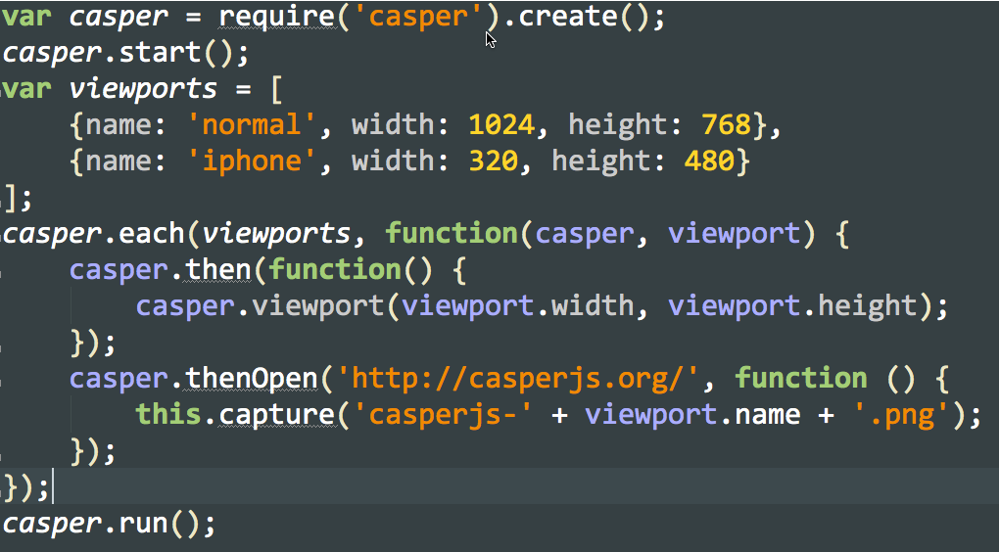 var casper = require('casper').create();
casper.start();
var viewports = [
    {name: 'normal', width: 1024, height: 768},
    {name: 'iphone', width: 320, height: 480}
];
casper.each(viewports, function(casper, viewport) {
    casper.then(function() {
        casper.viewport(viewport.width, viewport.height);
    });
    casper.thenOpen('http://casperjs.org/', function () {
        this.capture('casperjs-' + viewport.name + '.png');
    });
});
casper.run();